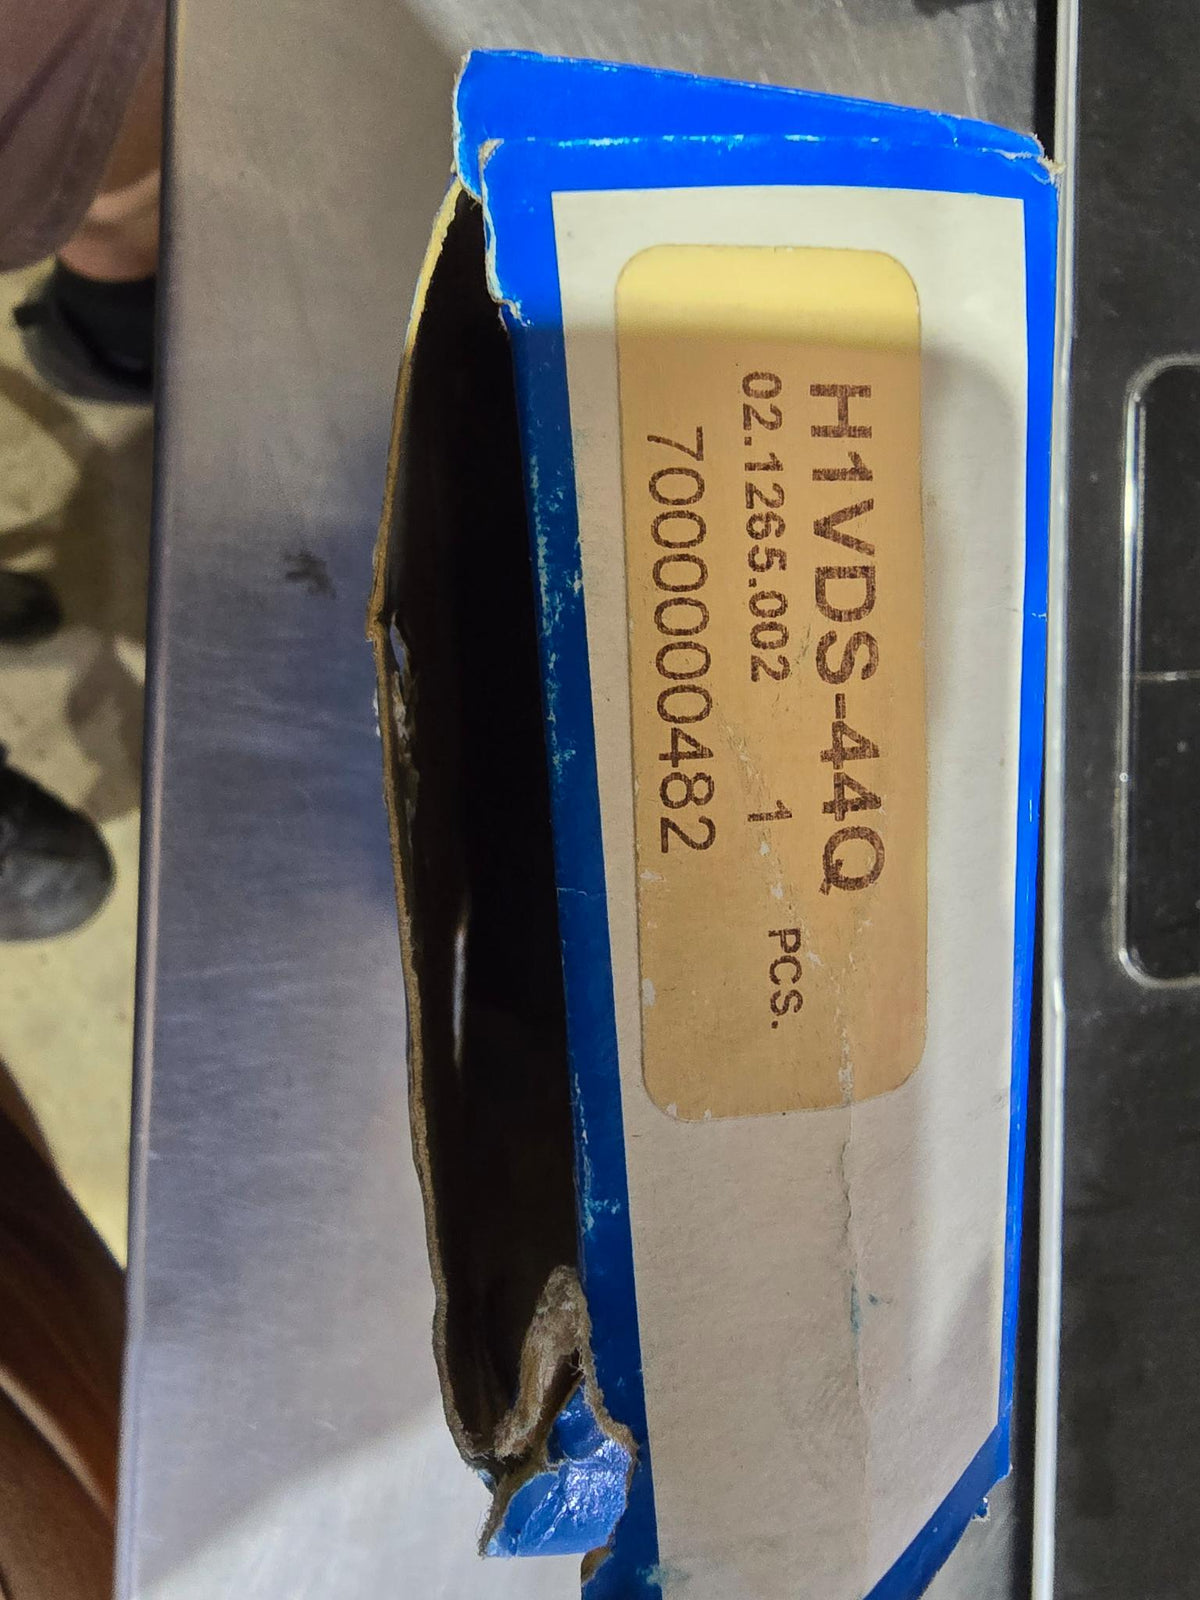 H1VDS-44Q
02.1265.002 1 PCS.
7000000482